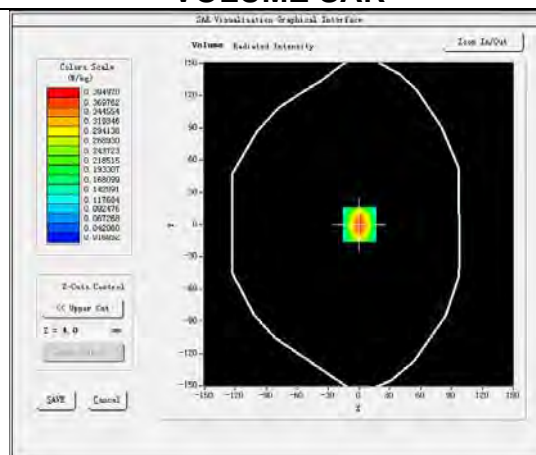 VOLUME SAR
SAR Visualisation Graphical Interface
Volume Radiated Intensity
Zoom In/Out
Colors Scale
(W/kg)
0.394970
0.369762
0.344554
0.319346
0.294138
0.268930
0.243723
0.218515
0.193307
0.168099
0.142891
0.117684
0.092476
0.067268
0.042060
Z-Cuts Control
<< Upper Cut
Z = 4.0 mm
SAVE Cancel
150
120
90
60
30
0
-30
-60
-90
-120
-150
Y
-150 -120 -90 -60 -30 0 30 60 90 120 150
X